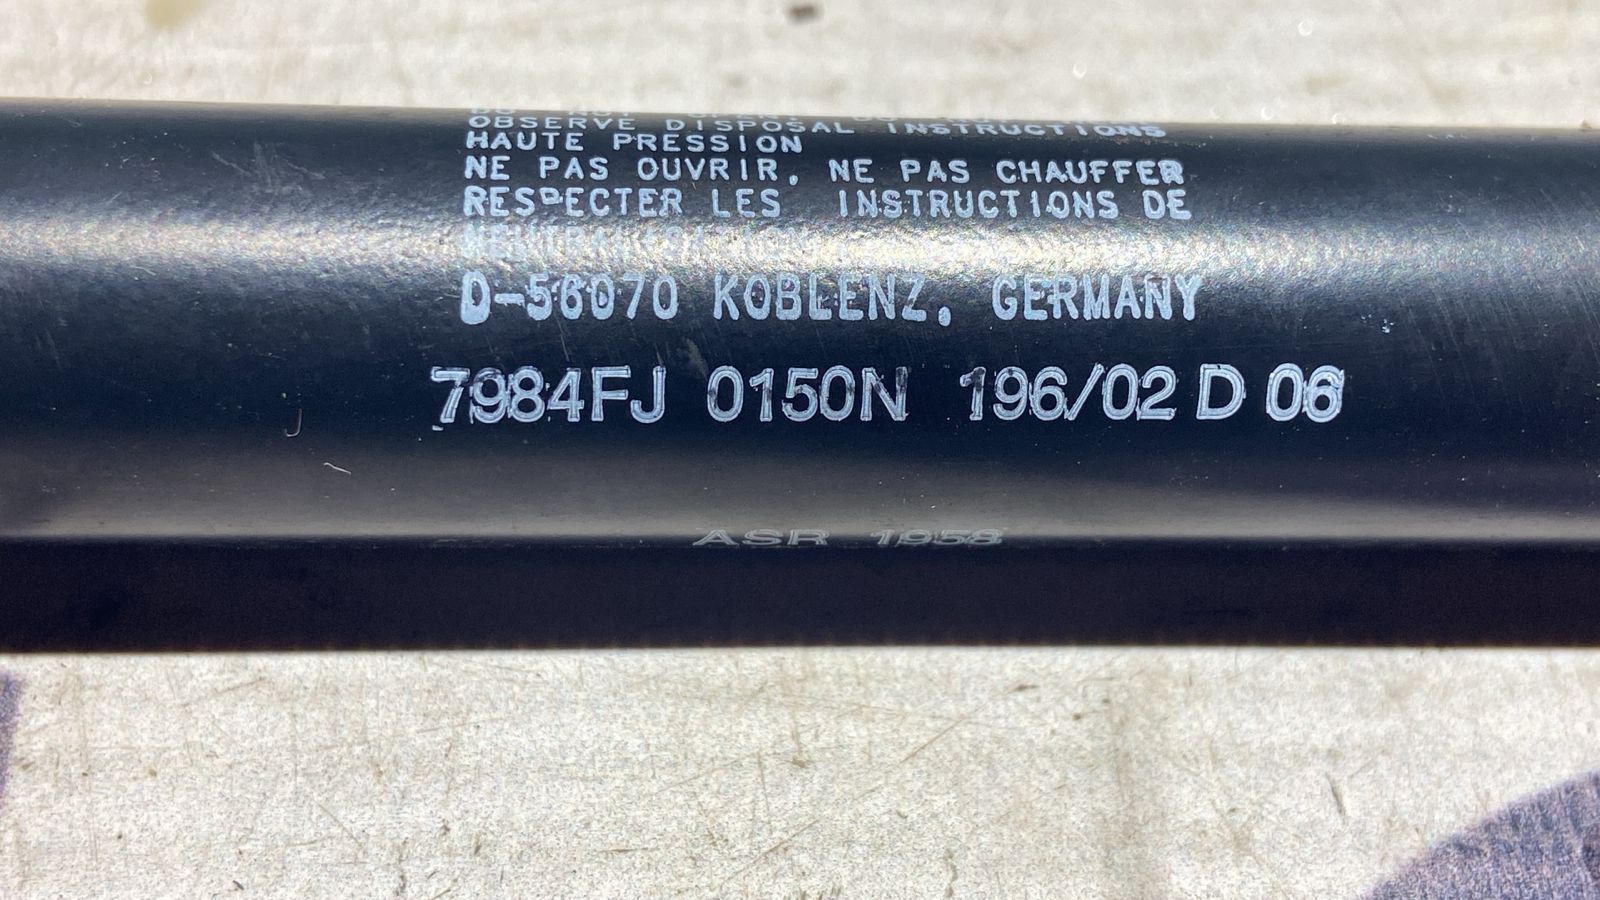 OBSERVE DISPOSAL INSTRUCTIONS
HAUTE PRESSION
NE PAS OUVRIR, NE PAS CHAUFFER
RESPECTER LES INSTRUCTIONS DE
NEUTRALISATION
D-56070 KOBLENZ, GERMANY
7984FJ 0150N 196/02 D 06
ASR 1958